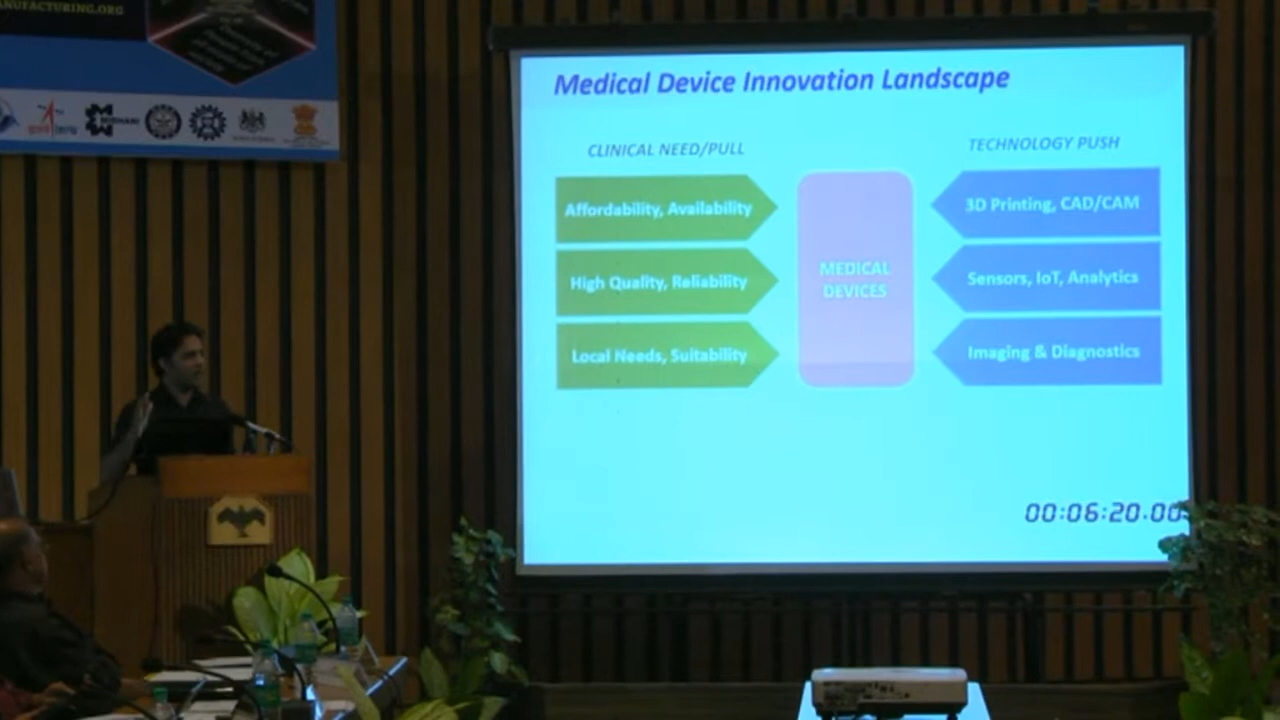 ANUFACTURING.ORG
Medical Device Innovation Landscape
CLINICAL NEED/PULL
TECHNOLOGY PUSH
Affordability, Availability
High Quality, Reliability
Local Needs, Suitability
MEDICAL
DEVICES
3D Printing, CAD/CAM
Sensors, IoT, Analytics
Imaging & Diagnostics
00:06:20.00